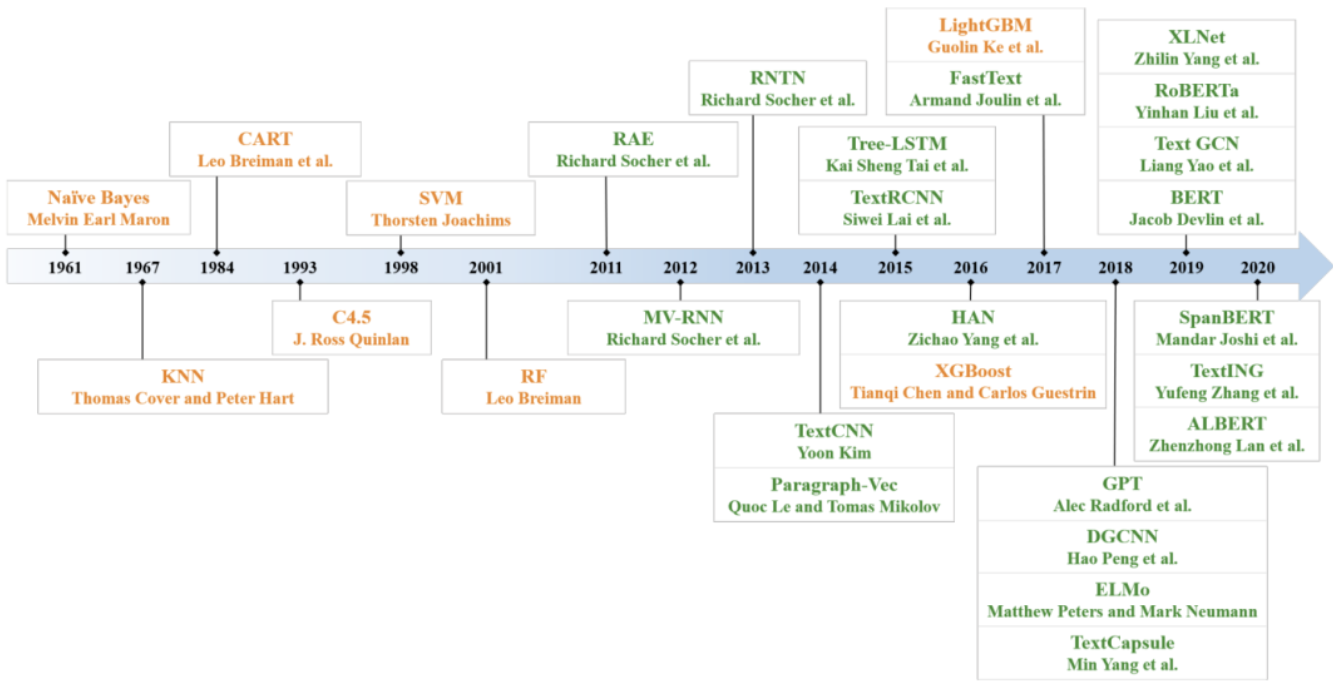 LightGBM
Guolin Ke et al.
FastText
Armand Joulin et al.
XLNet
Zhilin Yang et al.
RoBERTa
Yinhan Liu et al.
Text GCN
Liang Yao et al.
BERT
Jacob Devlin et al.
RNTN
Richard Socher et al.
CART
Leo Breiman et al.
RAE
Richard Socher et al.
Tree-LSTM
Kai Sheng Tai et al.
TextRCNN
Siwei Lai et al.
Naïve Bayes
Melvin Earl Maron
SVM
Thorsten Joachims
1961 1967 1984 1993 1998 2001 2011 2012 2013 2014 2015 2016 2017 2018 2019 2020
C4.5
J. Ross Quinlan
MV-RNN
Richard Socher et al.
HAN
Zichao Yang et al.
XGBoost
Tianqi Chen and Carlos Guestrin
SpanBERT
Mandar Joshi et al.
TextING
Yufeng Zhang et al.
ALBERT
Zhenzhong Lan et al.
KNN
Thomas Cover and Peter Hart
RF
Leo Breiman
TextCNN
Yoon Kim
Paragraph-Vec
Quoc Le and Tomas Mikolov
GPT
Alec Radford et al.
DGCNN
Hao Peng et al.
ELMo
Matthew Peters and Mark Neumann
TextCapsule
Min Yang et al.